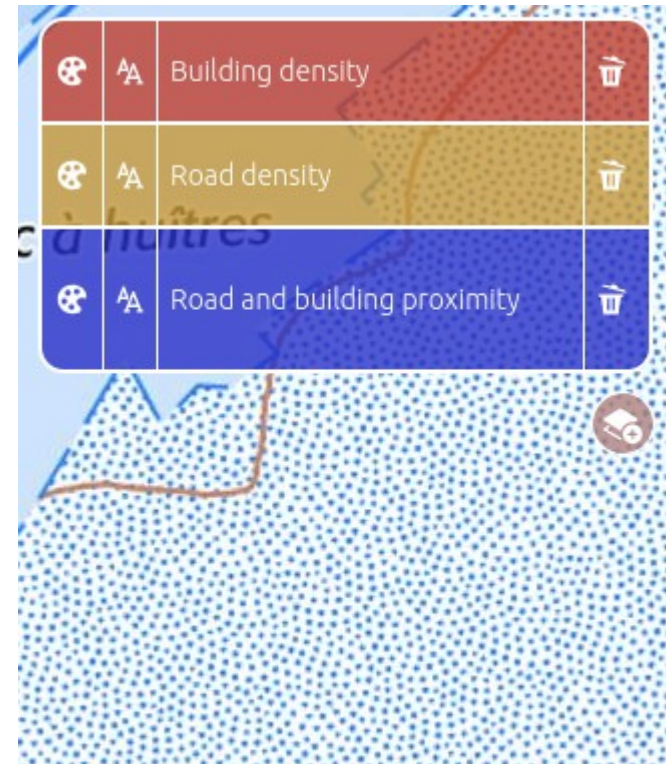 Building density
Road density
c à huîtres
Road and building proximity